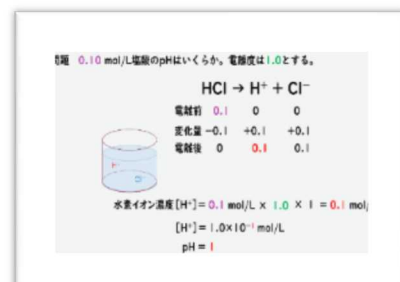 問題 0.10 mol/L塩酸のpHはいくらか。電離度は1.0とする。
HCl → H⁺ + Cl⁻
電離前 0.1 0 0
変化量 -0.1 +0.1 +0.1
電離後 0 0.1 0.1
H⁺
Cl⁻
水素イオン濃度[H⁺]= 0.1 mol/L × 1.0 × 1 = 0.1 mol/
[H⁺]= 1.0×10⁻¹ mol/L
pH = 1